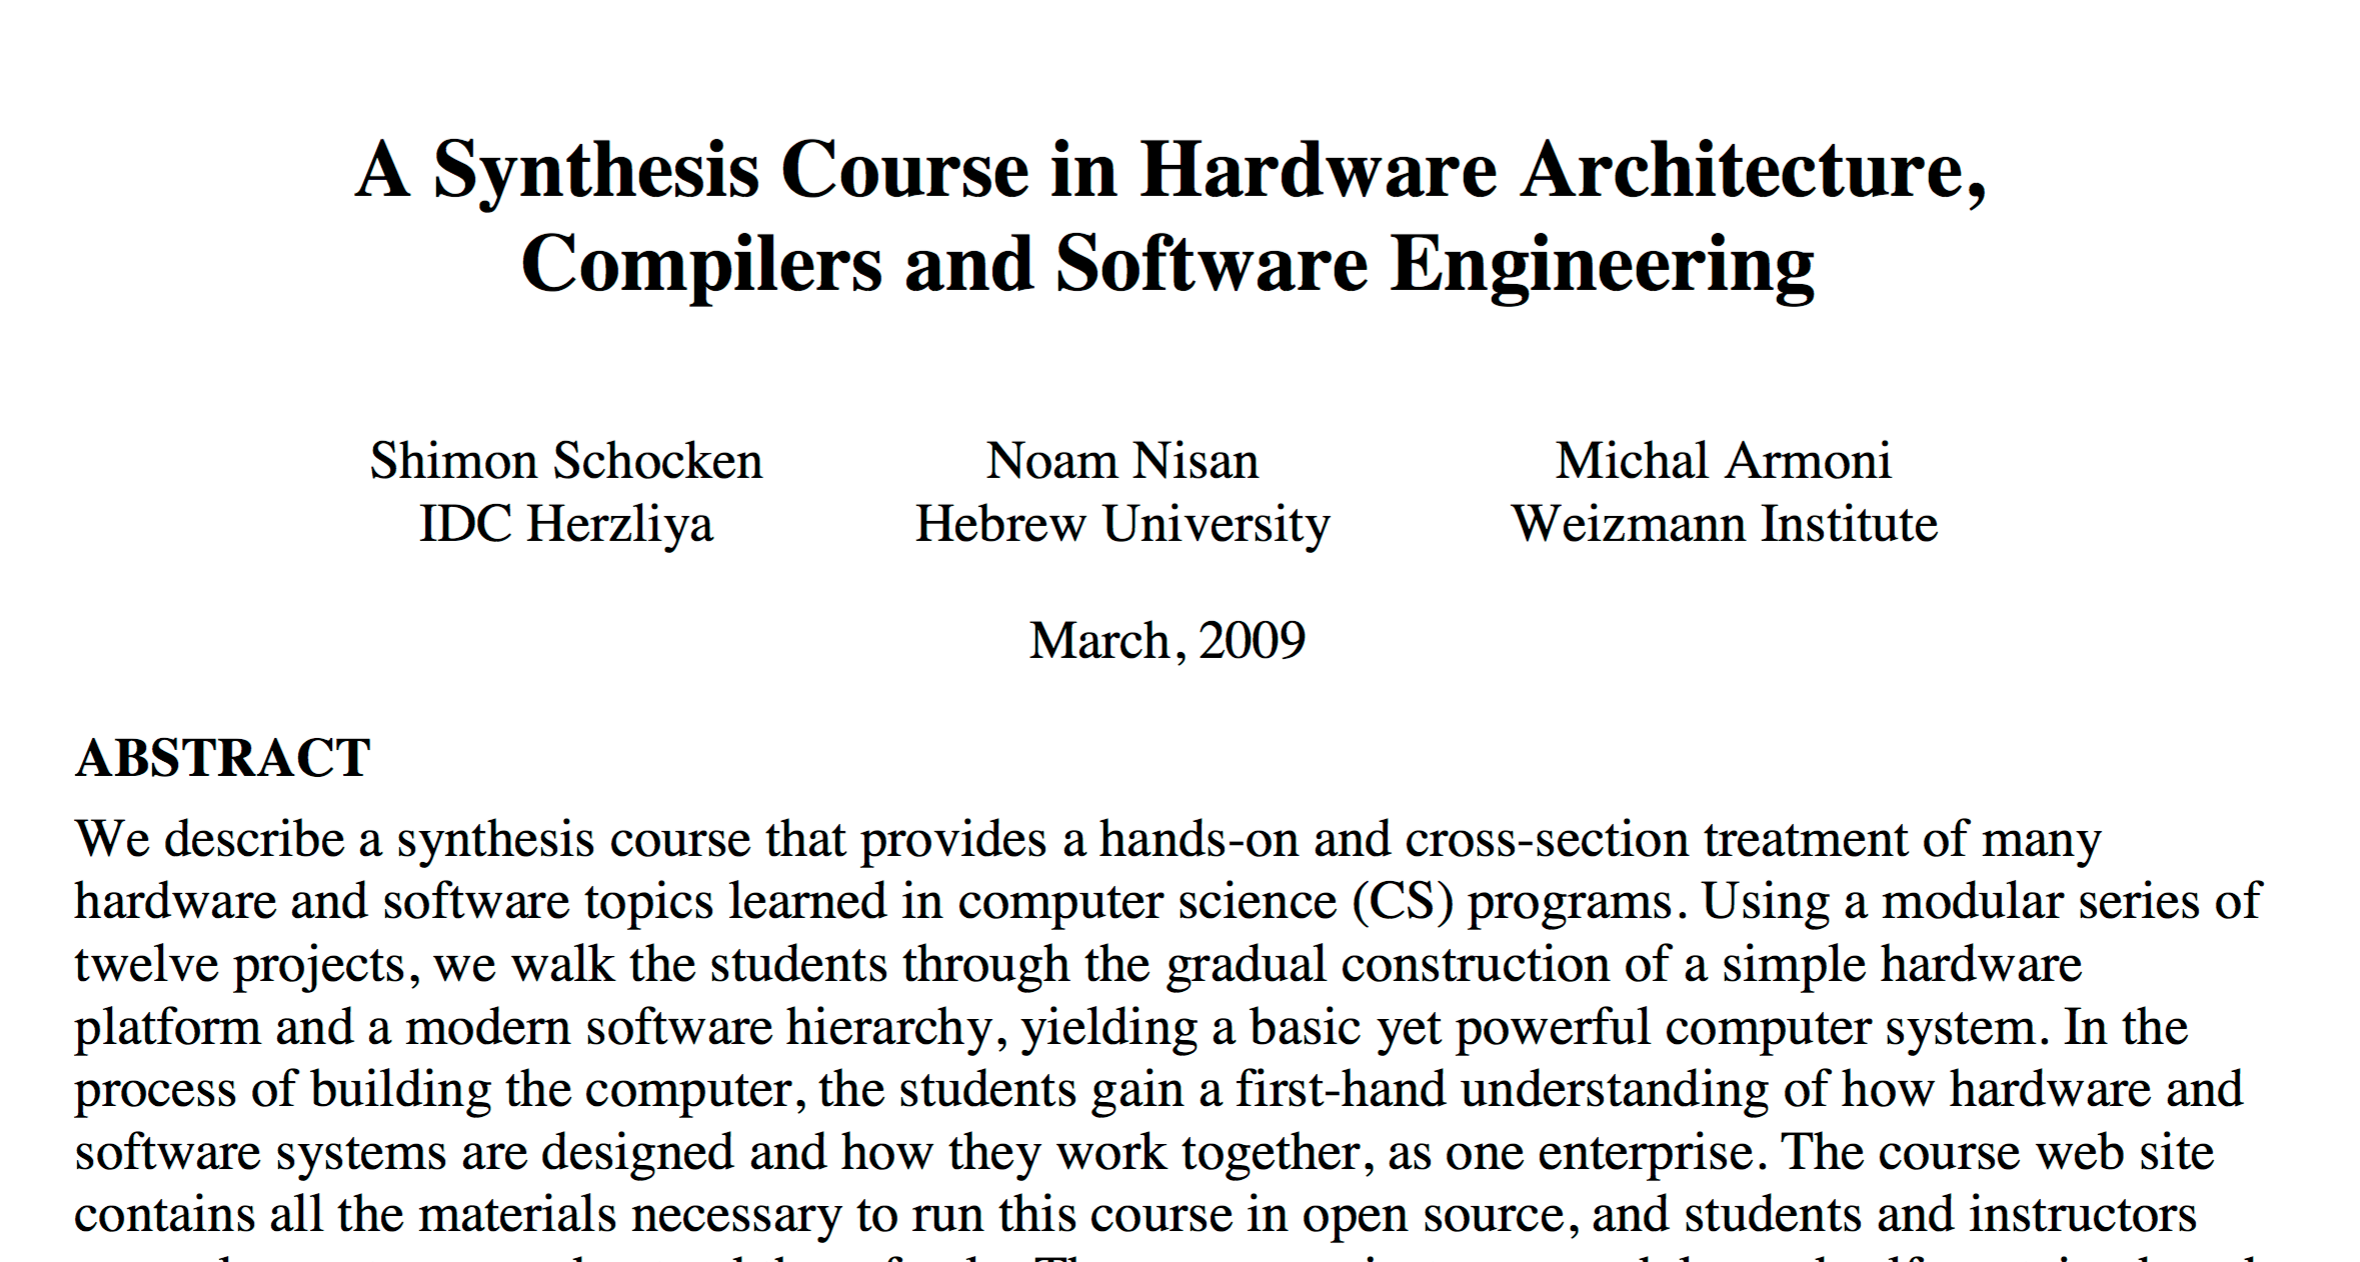 A Synthesis Course in Hardware Architecture,
Compilers and Software Engineering
Shimon Schocken Noam Nisan Michal Armoni
IDC Herzliya Hebrew University Weizmann Institute
March, 2009
ABSTRACT
We describe a synthesis course that provides a hands-on and cross-section treatment of many
hardware and software topics learned in computer science (CS) programs. Using a modular series of
twelve projects, we walk the students through the gradual construction of a simple hardware
platform and a modern software hierarchy, yielding a basic yet powerful computer system. In the
process of building the computer, the students gain a first-hand understanding of how hardware and
software systems are designed and how they work together, as one enterprise. The course web site
contains all the materials necessary to run this course in open source, and students and instructors